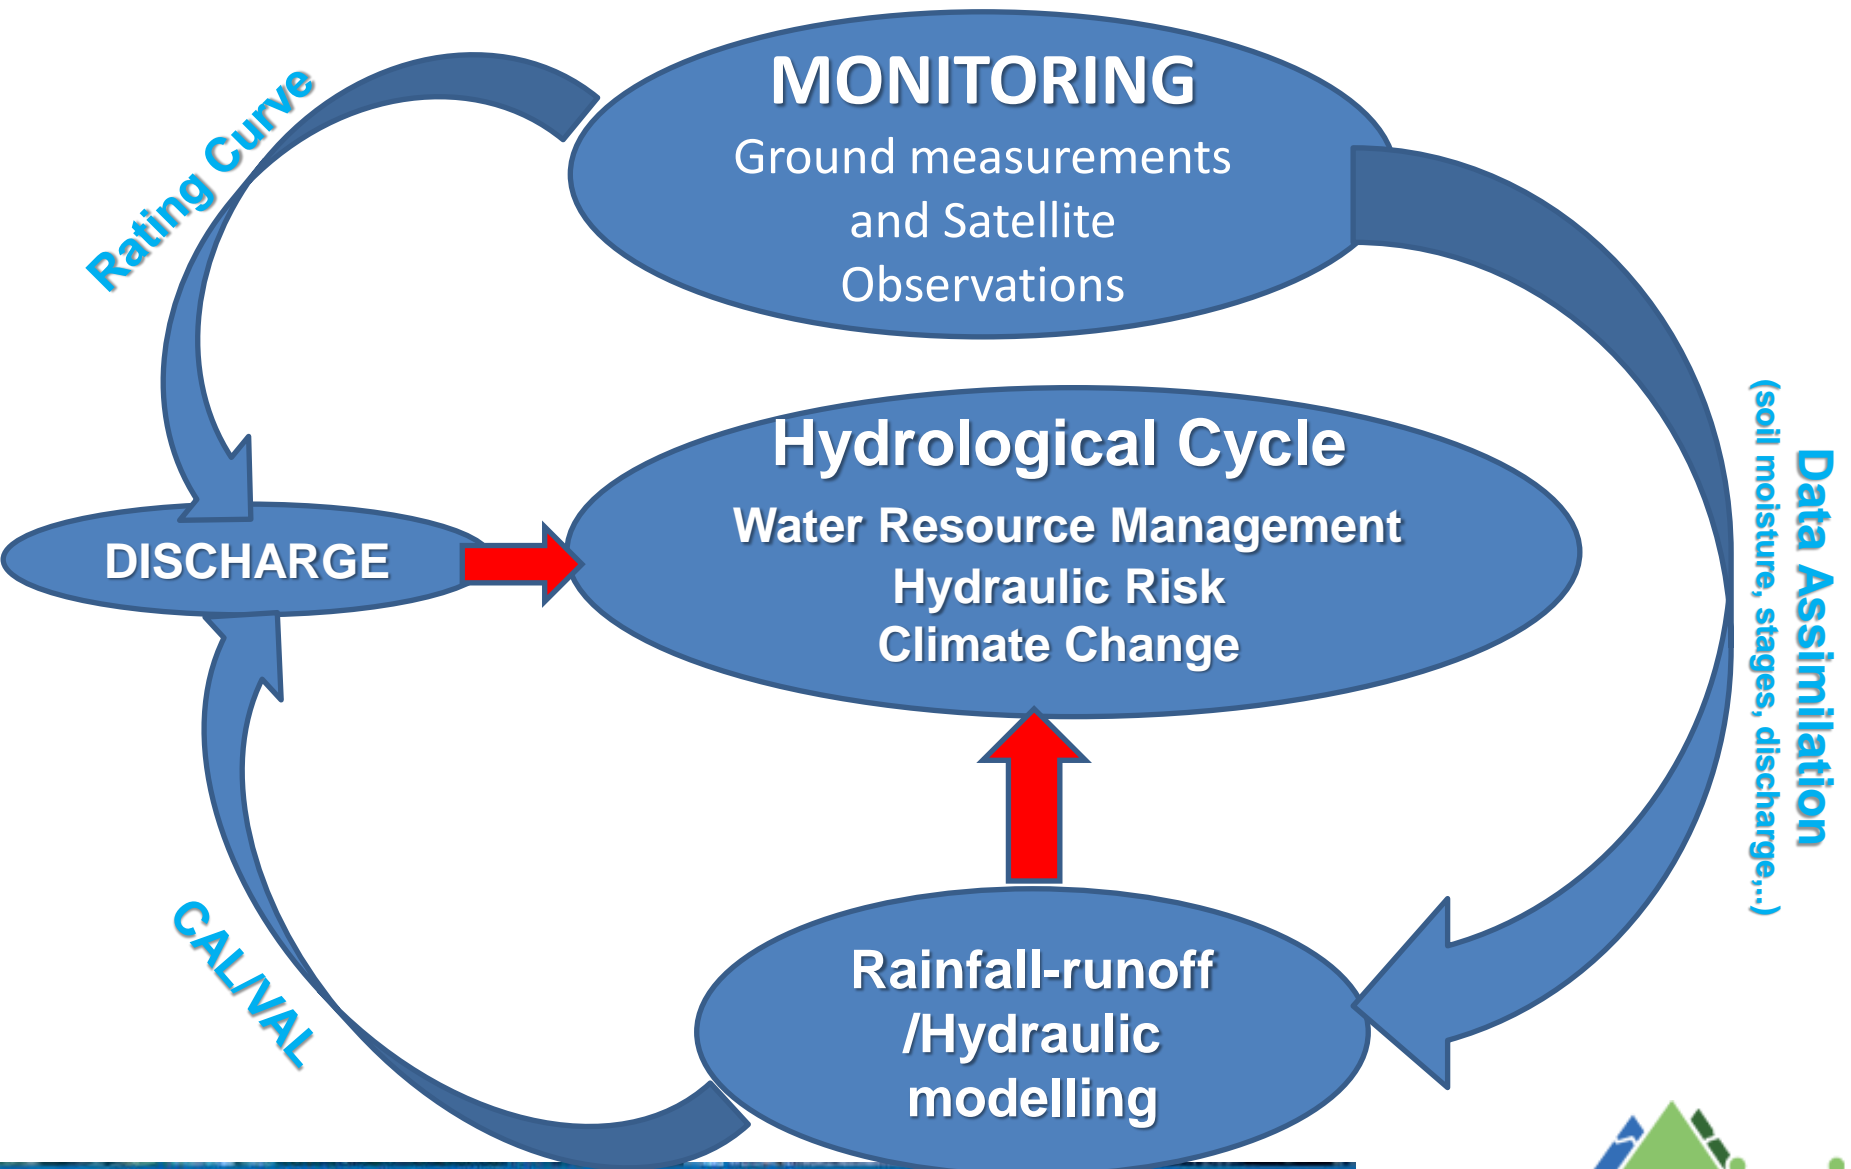 MONITORING
Ground measurements
and Satellite
Observations
Rating Curve
Hydrological Cycle
Water Resource Management
Hydraulic Risk
Climate Change
DISCHARGE
Data Assimilation
(soil moisture, stages, discharge,..)
CAL/VAL
Rainfall-runoff
/Hydraulic
modelling